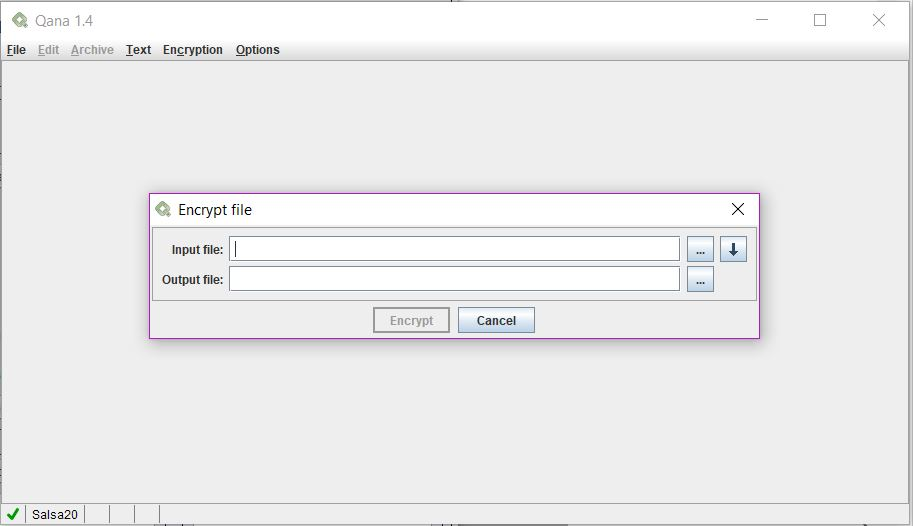 Qana 1.4
File Edit Archive Text Encryption Options
Encrypt file
Input file: ...
Output file: ...
Encrypt Cancel
Salsa20